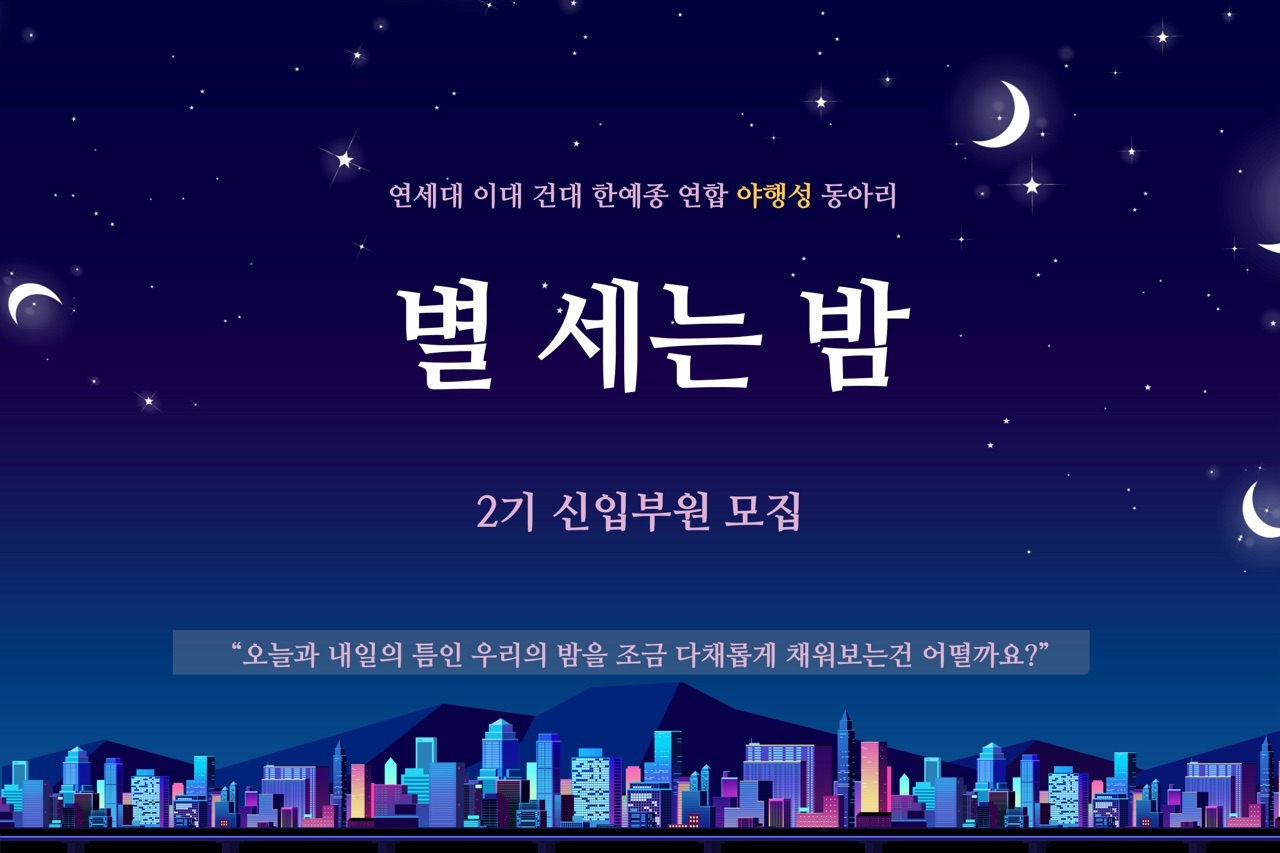 연세대 이대 건대 한예종 연합 야행성 동아리
별 세는 밤
2기 신입부원 모집
“오늘과 내일의 틈인 우리의 밤을 조금 다채롭게 채워보는건 어떨까요?”